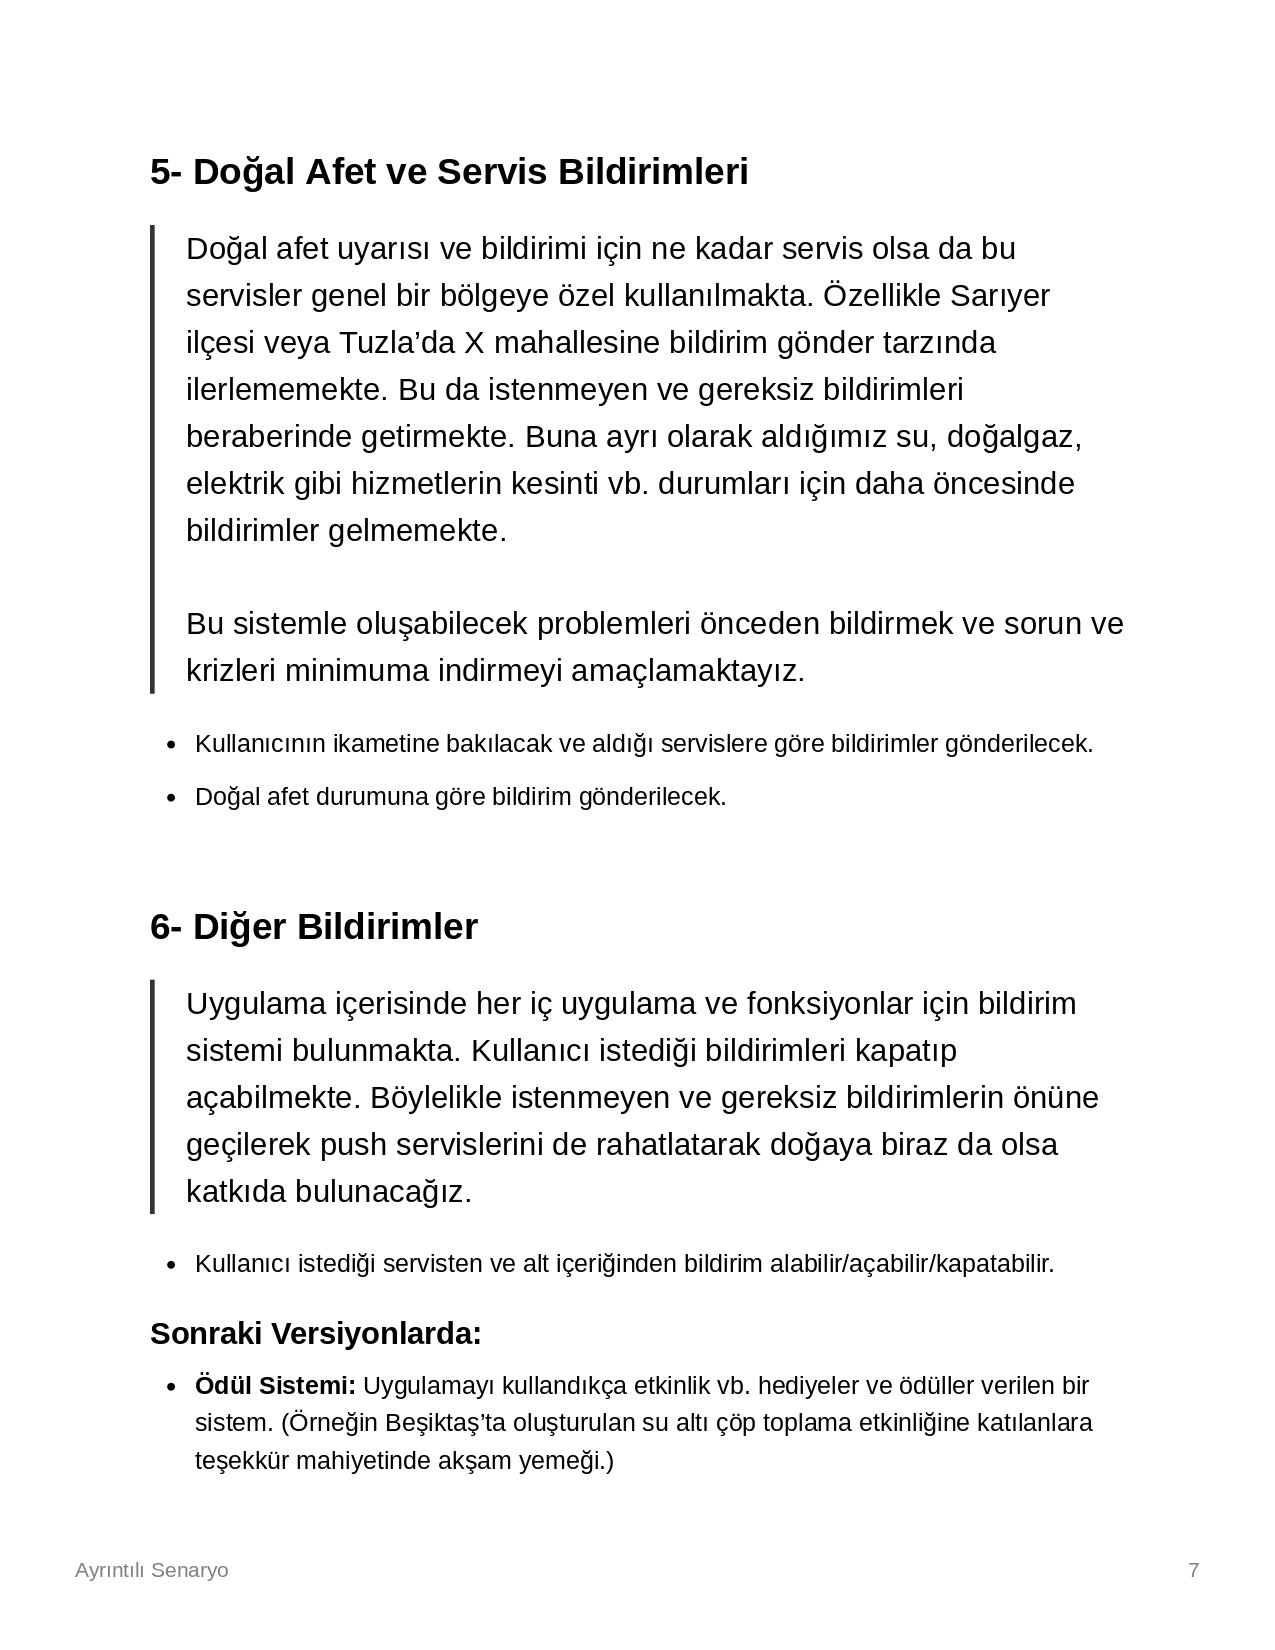 5- Doğal Afet ve Servis Bildirimleri
Doğal afet uyarısı ve bildirimi için ne kadar servis olsa da bu
servisler genel bir bölgeye özel kullanılmakta. Özellikle Sarıyer
ilçesi veya Tuzla’da X mahallesine bildirim gönder tarzında
ilerlememekte. Bu da istenmeyen ve gereksiz bildirimleri
beraberinde getirmekte. Buna ayrı olarak aldığımız su, doğalgaz,
elektrik gibi hizmetlerin kesinti vb. durumları için daha öncesinde
bildirimler gelmemekte.
Bu sistemle oluşabilecek problemleri önceden bildirmek ve sorun ve
krizleri minimuma indirmeyi amaçlamaktayız.
• Kullanıcının ikametine bakılacak ve aldığı servislere göre bildirimler gönderilecek.
• Doğal afet durumuna göre bildirim gönderilecek.
6- Diğer Bildirimler
Uygulama içerisinde her iç uygulama ve fonksiyonlar için bildirim
sistemi bulunmakta. Kullanıcı istediği bildirimleri kapatıp
açabilmekte. Böylelikle istenmeyen ve gereksiz bildirimlerin önüne
geçilerek push servislerini de rahatlatarak doğaya biraz da olsa
katkıda bulunacağız.
• Kullanıcı istediği servisten ve alt içeriğinden bildirim alabilir/açabilir/kapatabilir.
Sonraki Versiyonlarda:
• Ödül Sistemi: Uygulamayı kullandıkça etkinlik vb. hediyeler ve ödüller verilen bir
sistem. (Örneğin Beşiktaş’ta oluşturulan su altı çöp toplama etkinliğine katılanlara
teşekkür mahiyetinde akşam yemeği.)
Ayrıntılı Senaryo
7